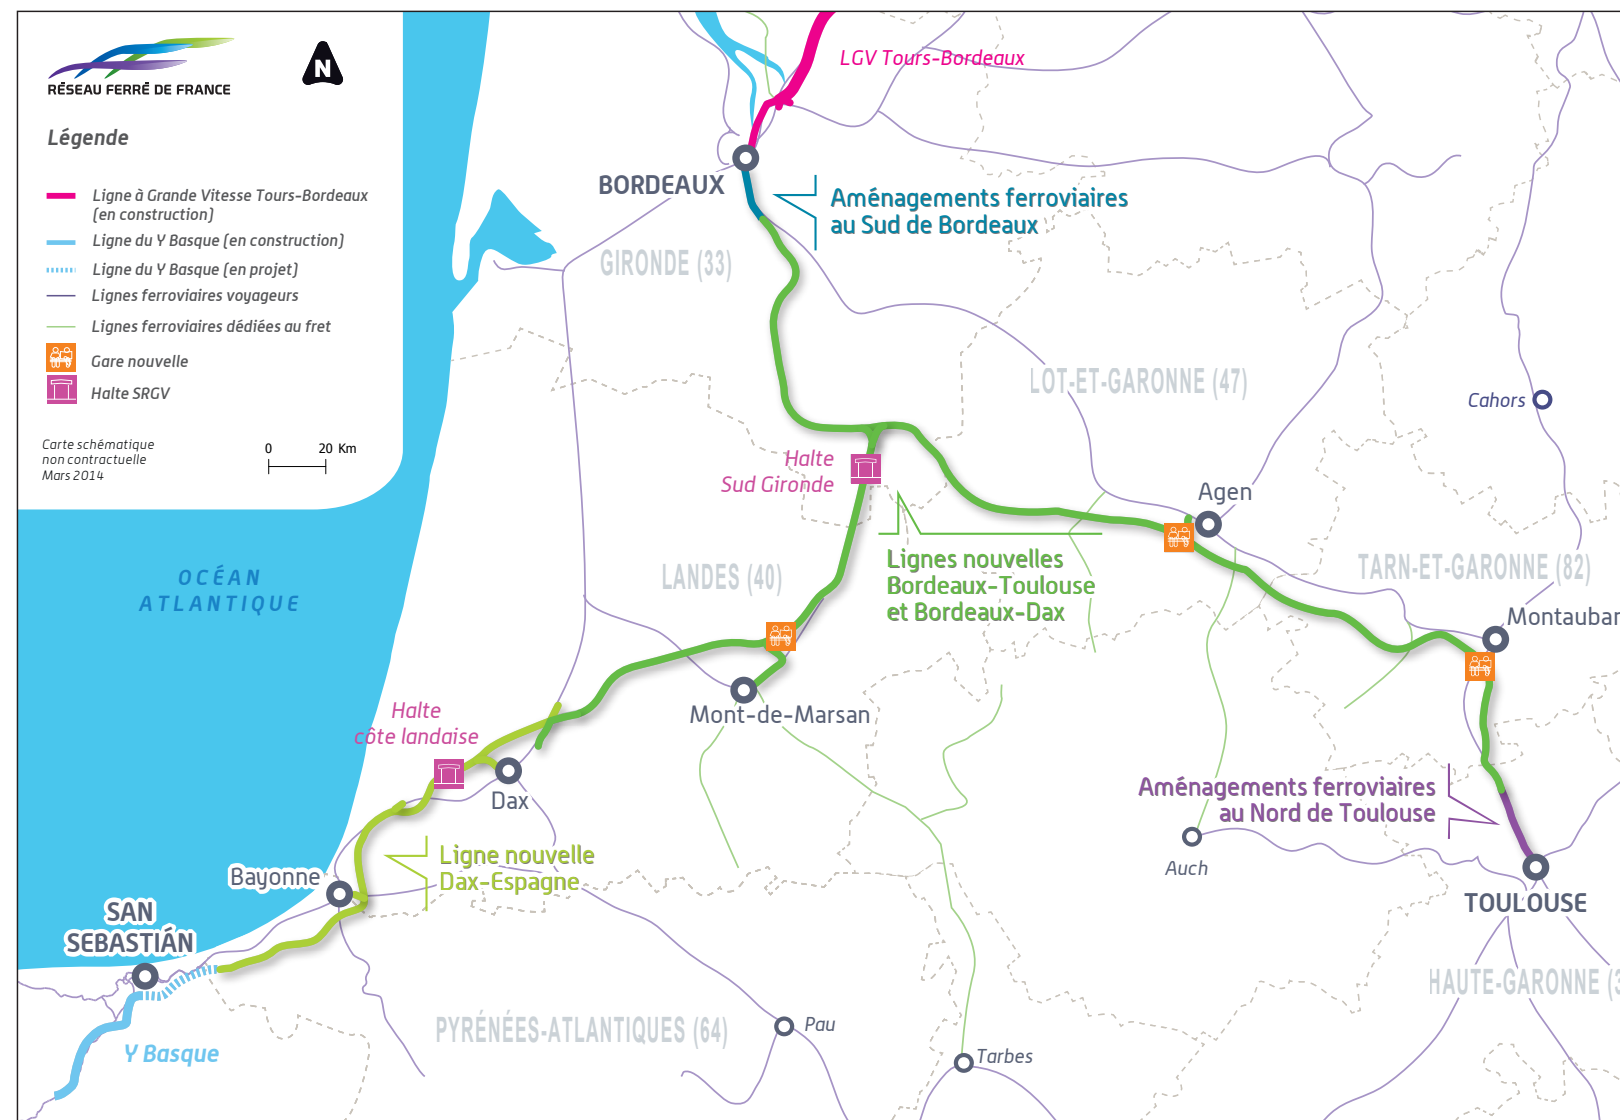 RÉSEAU FERRÉ DE FRANCE
N
Légende
Ligne à Grande Vitesse Tours-Bordeaux
(en construction)
Ligne du Y Basque (en construction)
Ligne du Y Basque (en projet)
Lignes ferroviaires voyageurs
Lignes ferroviaires dédiées au fret
Gare nouvelle
Halte SRGV
Carte schématique
non contractuelle
Mars 2014
0 20 Km
LGV Tours-Bordeaux
BORDEAUX
Aménagements ferroviaires
au Sud de Bordeaux
GIRONDE (33)
LOT-ET-GARONNE (47)
Cahors
Halte
Sud Gironde
Agen
Lignes nouvelles
Bordeaux-Toulouse
et Bordeaux-Dax
LANDES (40)
TARN-ET-GARONNE (82)
OCÉAN
ATLANTIQUE
Montauban
Mont-de-Marsan
Halte
côte landaise
Dax
Aménagements ferroviaires
au Nord de Toulouse
Auch
Ligne nouvelle
Dax-Espagne
Bayonne
TOULOUSE
SAN
SEBASTIÁN
HAUTE-GARONNE (3
PYRÉNÉES-ATLANTIQUES (64)
Pau
Y Basque
Tarbes